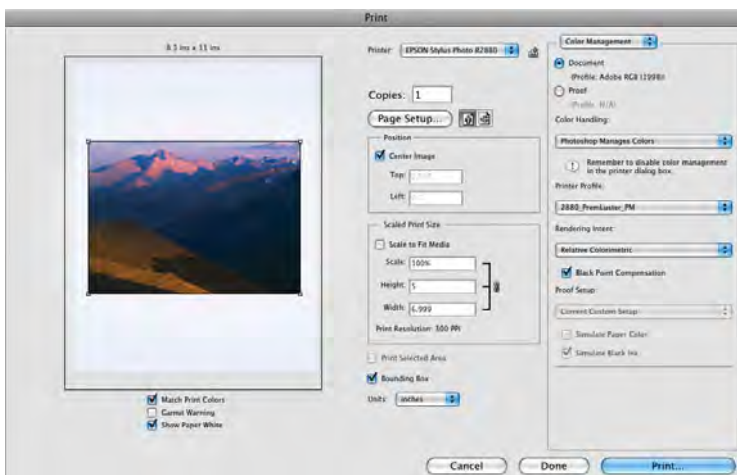 Print
8.5 ins x 11 ins
Match Print Colors
Gamut Warning
Show Paper White
Printer: EPSON Stylus Photo R2880
Copies: 1
Page Setup...
Position
Center Image
Top:
Left:
Scaled Print Size
Scale to Fit Media
Scale: 100%
Height: 5
Width: 6.999
Print Resolution: 300 PPI
Print Selected Area
Bounding Box
Units: inches
Color Management
Document
(Profile: Adobe RGB (1998))
Proof
(Profile: N/A)
Color Handling:
Photoshop Manages Colors
Remember to disable color management
in the printer dialog box.
Printer Profile:
2880_PremLuster_PM
Rendering Intent:
Relative Colorimetric
Black Point Compensation
Proof Setup:
Current Custom Setup
Simulate Paper Color
Simulate Black Ink
Cancel
Done
Print...